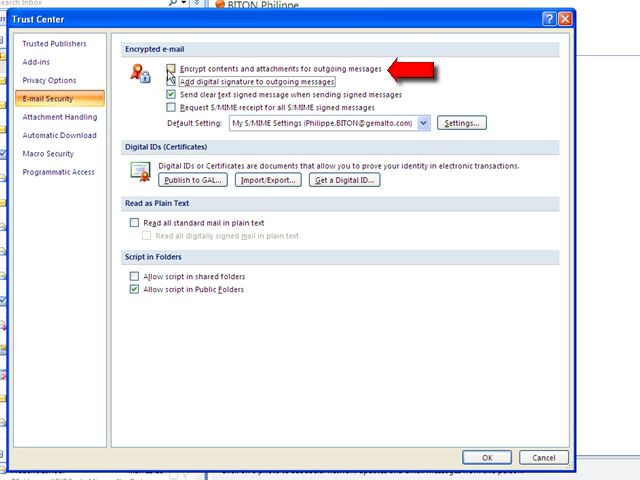 Search Inbox
BITON Philippe
Trust Center
Trusted Publishers
Add-ins
Privacy Options
E-mail Security
Attachment Handling
Automatic Download
Macro Security
Programmatic Access
Encrypted e-mail
Encrypt contents and attachments for outgoing messages
Add digital signature to outgoing messages
Send clear text signed message when sending signed messages
Request S/MIME receipt for all S/MIME signed messages
Default Setting: My S/MIME Settings (Philippe.BITON@gemalto.com) Settings...
Digital IDs (Certificates)
Digital IDs or Certificates are documents that allow you to prove your identity in electronic transactions.
Publish to GAL... Import/Export... Get a Digital ID...
Read as Plain Text
Read all standard mail in plain text
Read all digitally signed mail in plain text
Script in Folders
Allow script in shared folders
Allow script in Public Folders
OK Cancel